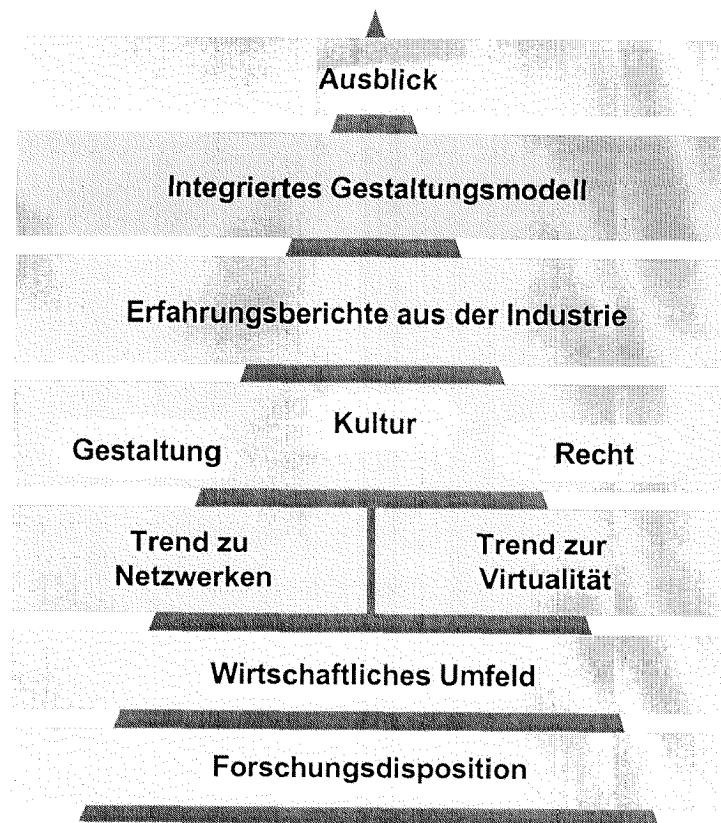 Ausblick
Integriertes Gestaltungsmodell
Erfahrungsberichte aus der Industrie
Kultur
Gestaltung
Recht
Trend zu
Netzwerken
Trend zur
Virtualität
Wirtschaftliches Umfeld
Forschungsdisposition